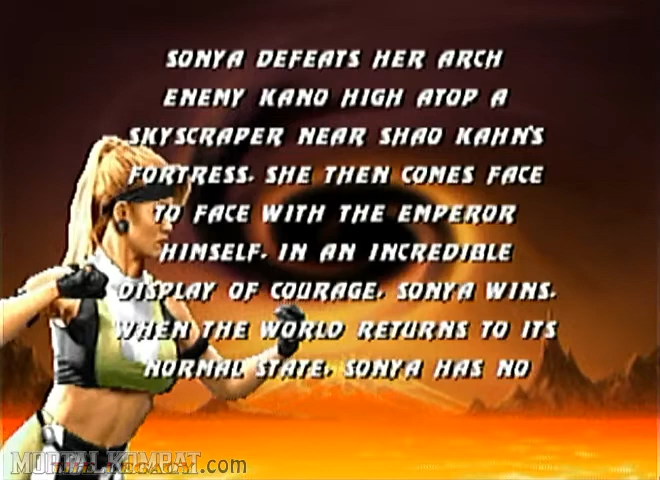 SONYA DEFEATS HER ARCH
ENEMY KANO HIGH ATOP A
SKYSCRAPER NEAR SHAO KAHN'S
FORTRESS. SHE THEN COMES FACE
TO FACE WITH THE EMPEROR
HIMSELF. IN AN INCREDIBLE
DISPLAY OF COURAGE, SONYA WINS.
WHEN THE WORLD RETURNS TO ITS
NORMAL STATE, SONYA HAS NO
MORTAL KOMPAT .com